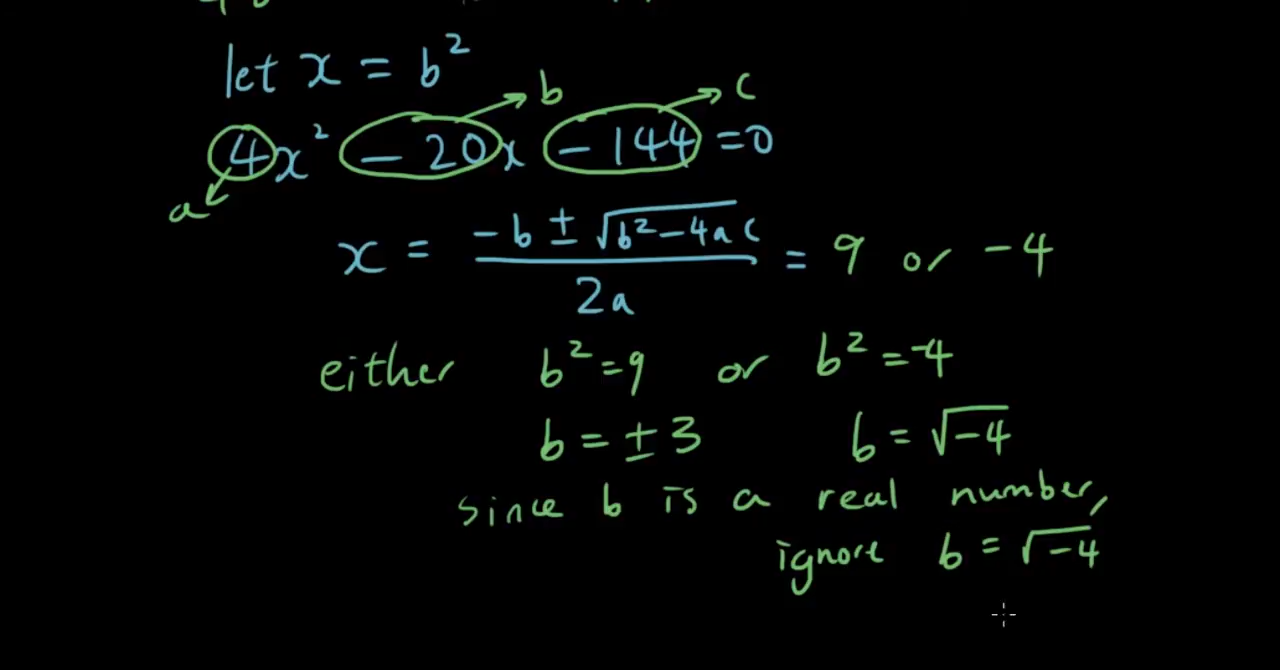 let x = b²
b c
4x² - 20x - 144 = 0
a
x = (-b ± √(b² - 4ac)) / 2a = 9 or -4
either b² = 9 or b² = -4
b = ± 3 b = √-4
since b is a real number,
ignore b = √-4